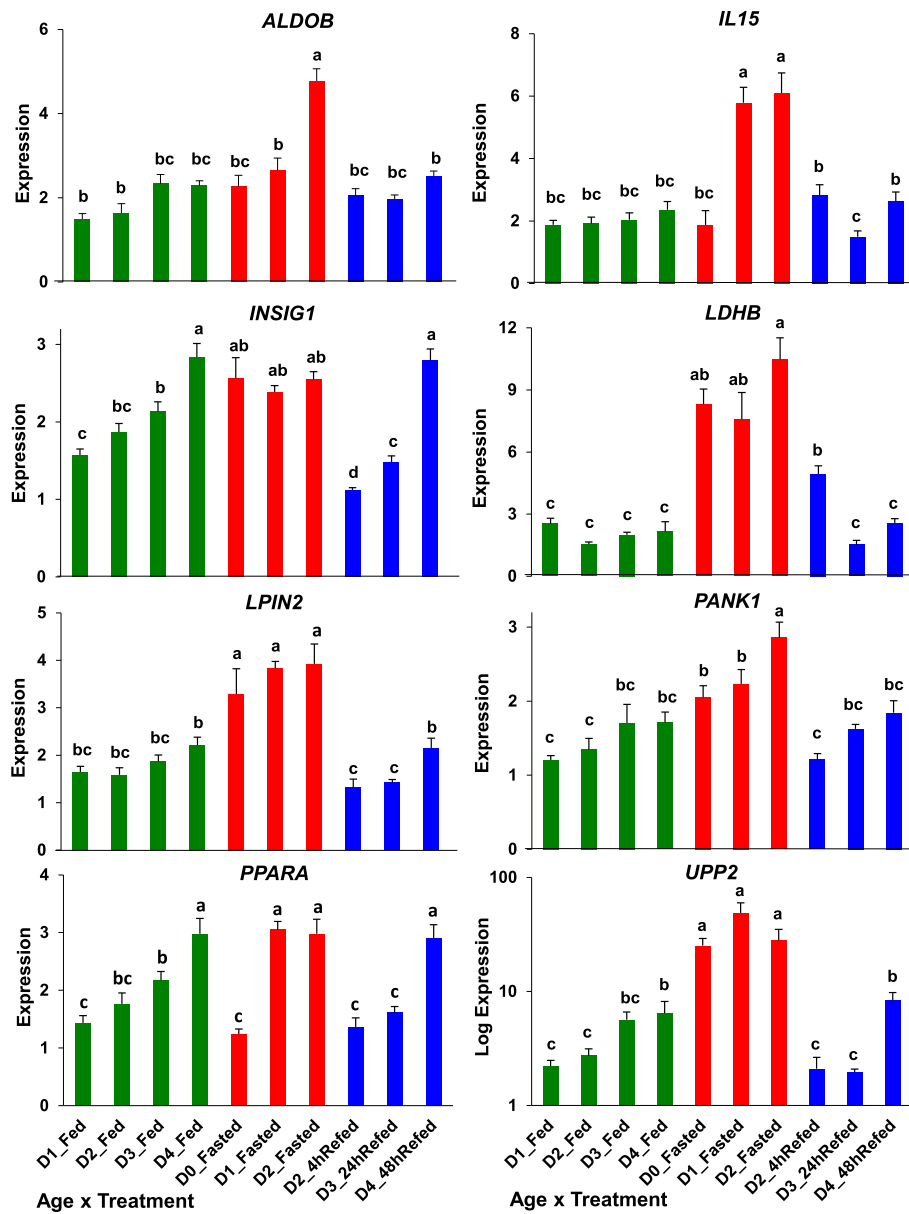 ALDOB
Expression
6
4
2
0
b b bc bc bc b a bc bc b
IL15
Expression
8
6
4
2
0
bc bc bc bc bc a a b c b
INSIG1
Expression
3
2
1
0
c bc b a ab ab ab d c a
LDHB
Expression
12
9
6
3
0
c c c c ab ab a b c c
LPIN2
Expression
5
4
3
2
1
0
bc bc bc b a a a c c b
PANK1
Expression
3
2
1
0
c c bc bc b b a c bc bc
PPARA
Expression
4
3
2
1
0
c bc b a c a a c c a
D1_Fed
D2_Fed
D3_Fed
D4_Fed
D0_Fasted
D1_Fasted
D2_Fasted
D2_4hRefed
D3_24hRefed
D4_48hRefed
Age x Treatment
UPP2
Log Expression
100
10
1
c c bc c a a a c c b
D1_Fed
D2_Fed
D3_Fed
D4_Fed
D0_Fasted
D1_Fasted
D2_Fasted
D2_4hRefed
D3_24hRefed
D4_48hRefed
Age x Treatment